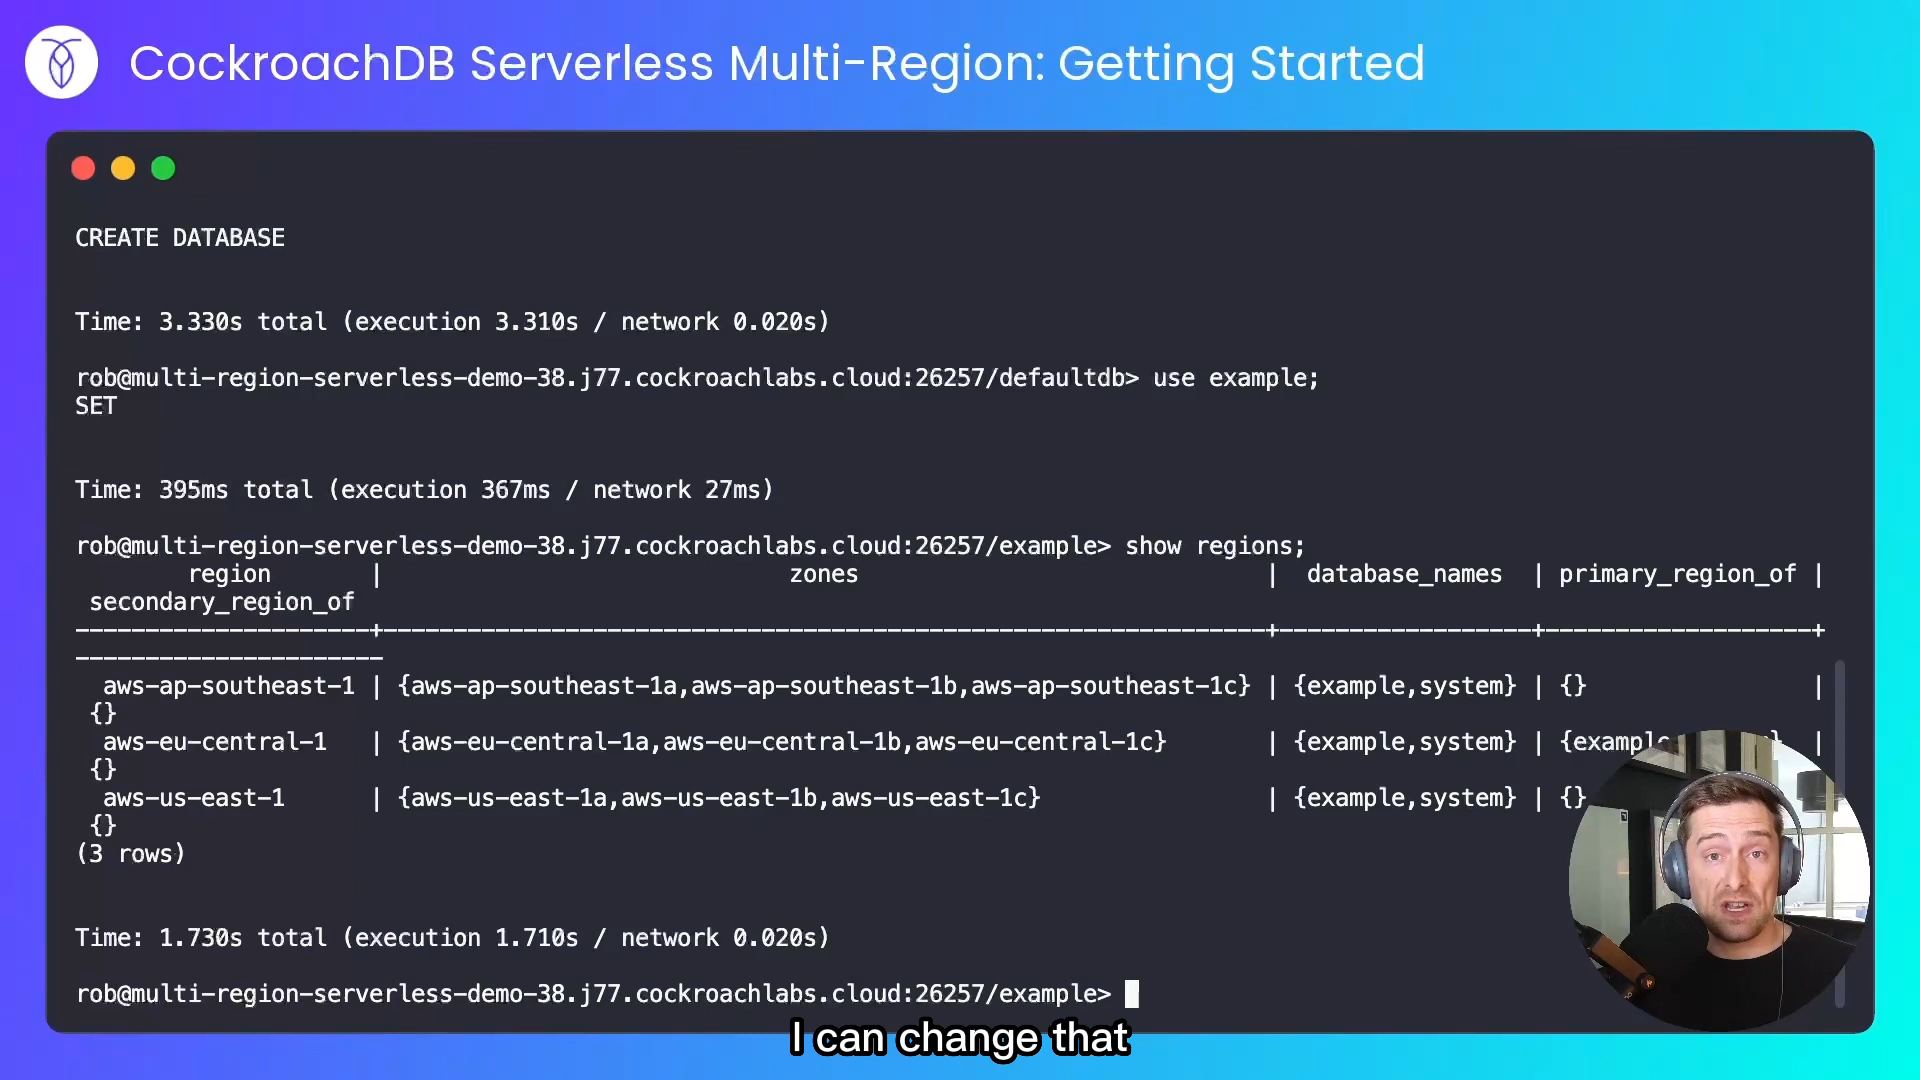 CockroachDB Serverless Multi-Region: Getting Started
CREATE DATABASE
Time: 3.330s total (execution 3.310s / network 0.020s)
rob@multi-region-serverless-demo-38.j77.cockroachlabs.cloud:26257/defaultdb> use example;
SET
Time: 395ms total (execution 367ms / network 27ms)
rob@multi-region-serverless-demo-38.j77.cockroachlabs.cloud:26257/example> show regions;
region | zones | database_names | primary_region_of |
secondary_region_of
---------------------+---------------------------------------------------------------+------------------+-------------------+
----------------------
aws-ap-southeast-1 | {aws-ap-southeast-1a,aws-ap-southeast-1b,aws-ap-southeast-1c} | {example,system} | {} |
{}
aws-eu-central-1 | {aws-eu-central-1a,aws-eu-central-1b,aws-eu-central-1c} | {example,system} | {example } |
{}
aws-us-east-1 | {aws-us-east-1a,aws-us-east-1b,aws-us-east-1c} | {example,system} | {}
{}
(3 rows)
Time: 1.730s total (execution 1.710s / network 0.020s)
rob@multi-region-serverless-demo-38.j77.cockroachlabs.cloud:26257/example>
I can change that